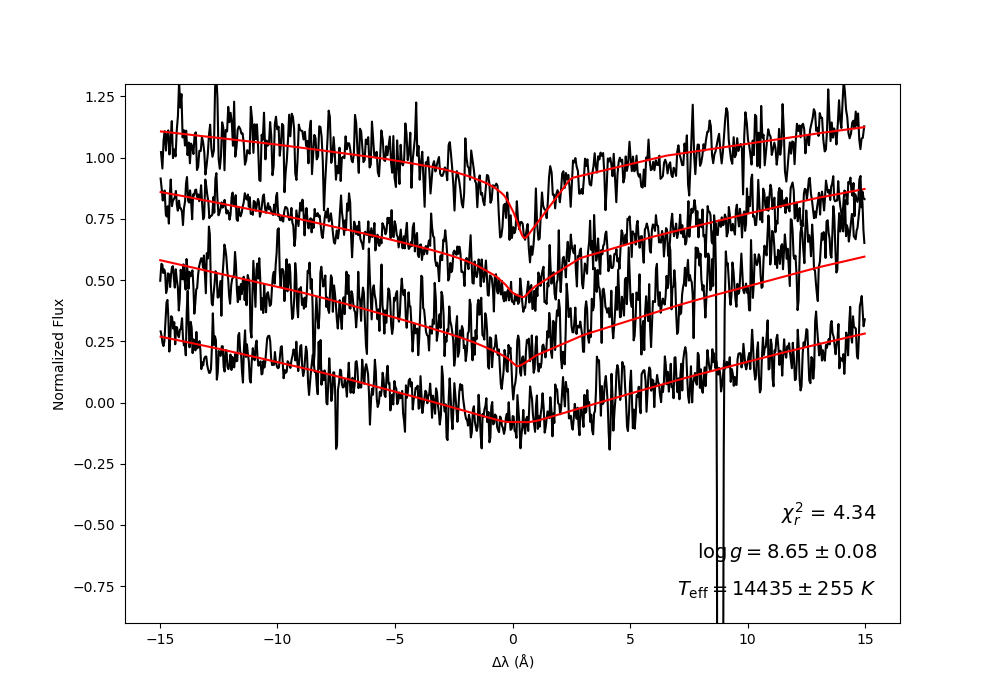 1.25
1.00
0.75
0.50
0.25
0.00
−0.25
−0.50
−0.75
Normalized Flux
χ²ᵣ = 4.34
log g = 8.65 ± 0.08
T_eff = 14435 ± 255 K
−15 −10 −5 0 5 10 15
Δλ (Å)